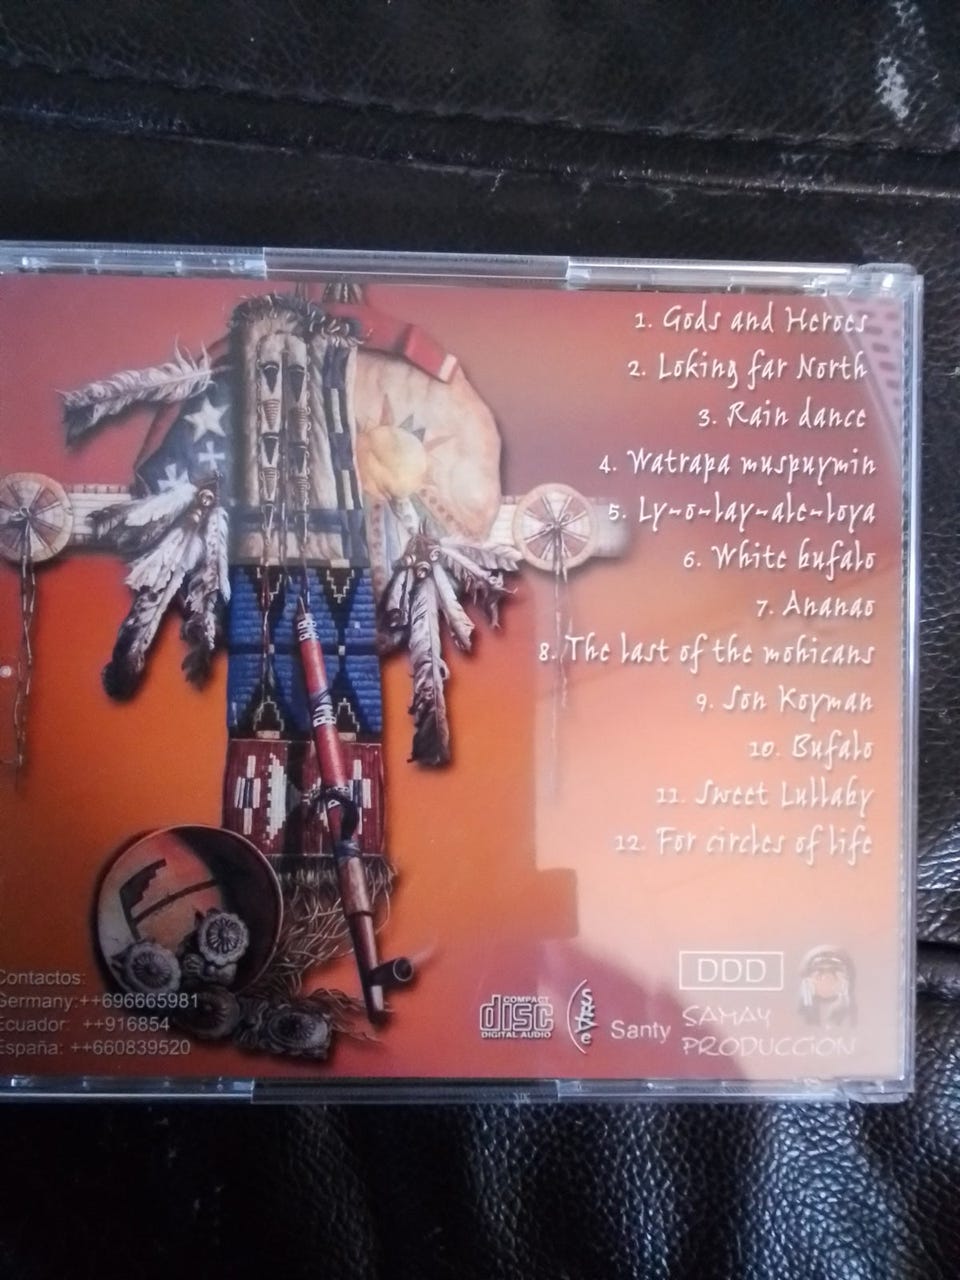 1. Gods and Heroes
2. Loking far North
3. Rain dance
4. Watrapa muspuymin
5. Ly-o-lay-ale-loya
6. White bufalo
7. Ananao
8. The last of the mohicans
9. Son Koyman
10. Bufalo
11. Sweet Lullaby
12. For circles of life
Contactos:
Germany:++696665981
Ecuador: ++916854
España: ++660839520
COMPACT
disc
DIGITAL AUDIO
Santy
DDD
SAMAY
PRODUCCION